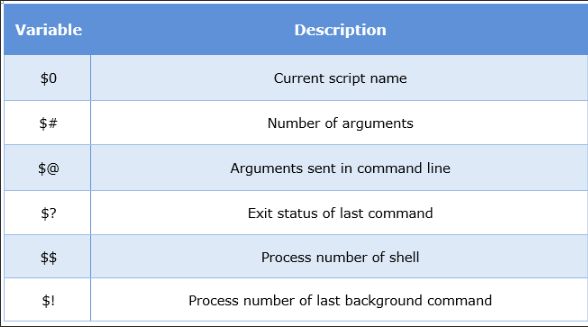 Variable Description
$0 Current script name
$# Number of arguments
$@ Arguments sent in command line
$? Exit status of last command
$$ Process number of shell
$! Process number of last background command